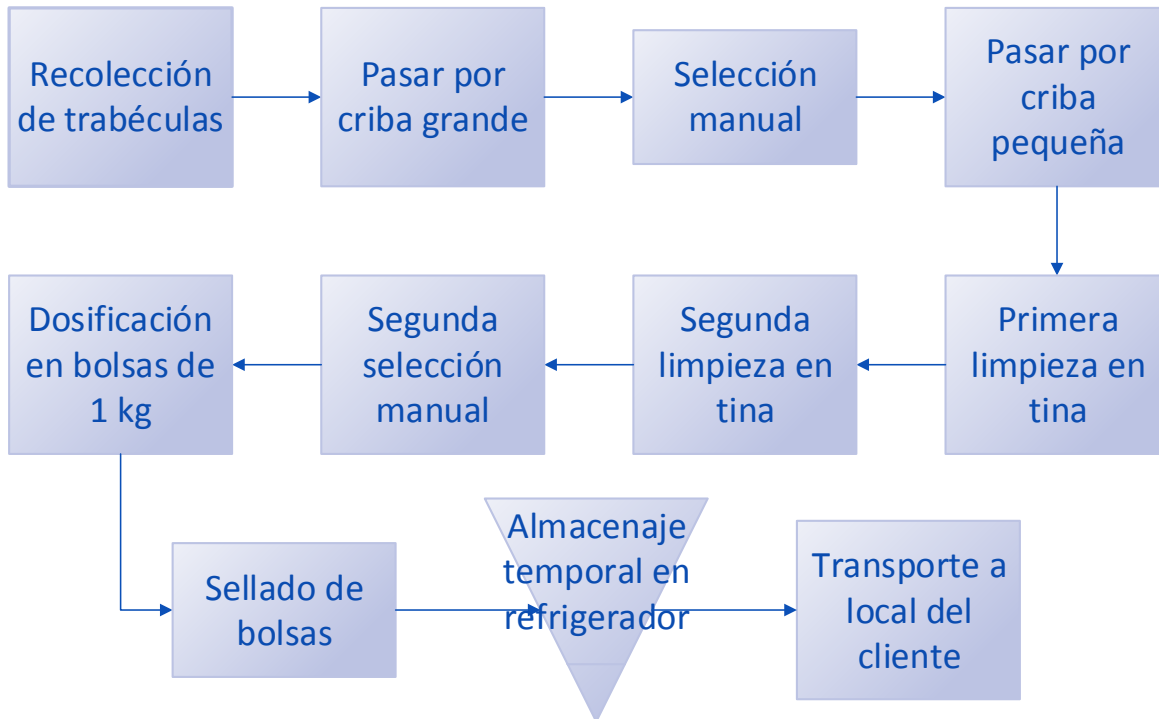 Recolección
de trabéculas
Pasar por
criba grande
Selección
manual
Pasar por
criba
pequeña
Primera
limpieza en
tina
Segunda
limpieza en
tina
Segunda
selección
manual
Dosificación
en bolsas de
1 kg
Sellado de
bolsas
Almacenaje
temporal en
refrigerador
Transporte a
local del
cliente